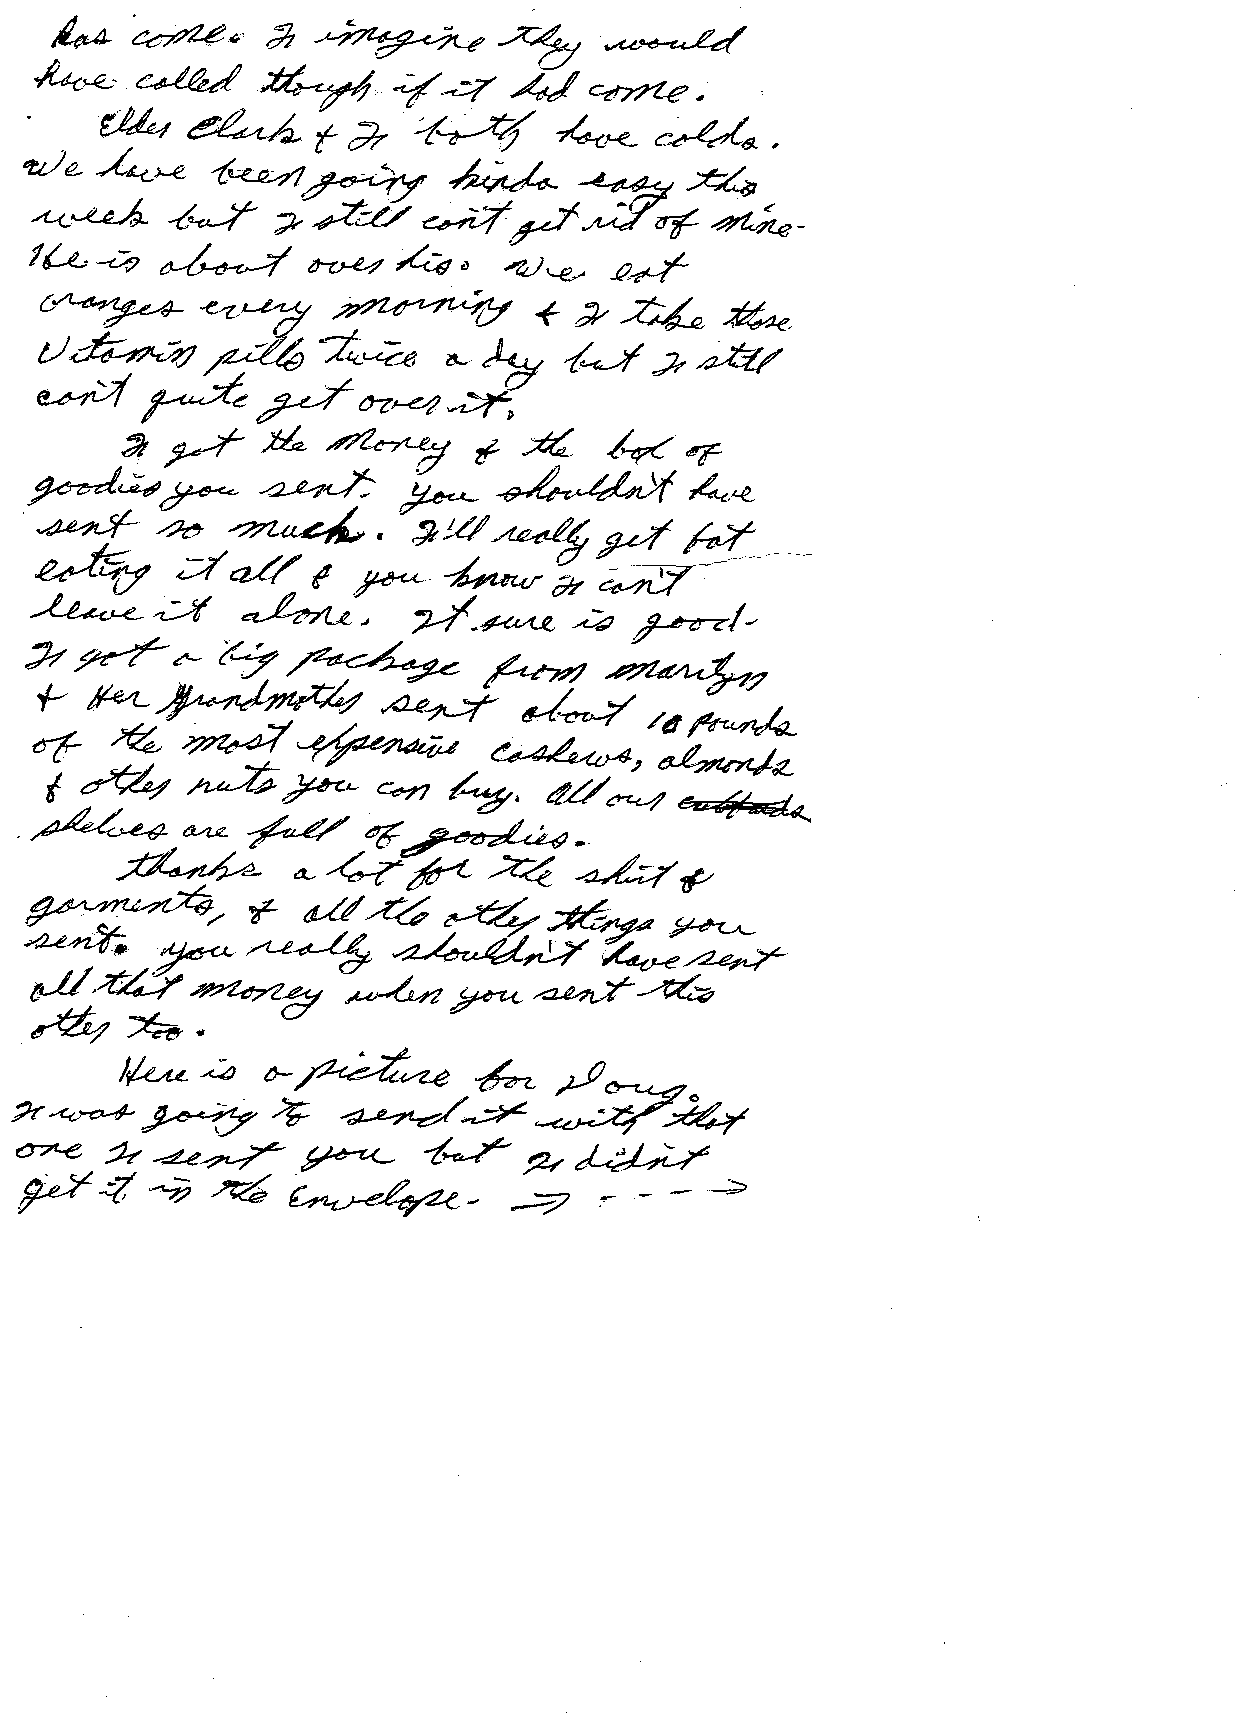 has come. I imagine they would
have called though if it had come.
Elder Clark & I both have colds.
We have been going kinda easy this
week but I still can't get rid of mine.
He is about over his. We eat
oranges every morning & I take those
vitamin pills twice a day but I still
can't quite get over it.
I got the money & the box of
goodies you sent. You shouldn't have
sent so much. I'll really get fat
eating it all & you know I can't
leave it alone. It sure is good.
I got a big package from Marilyn
& Her Grandmother sent about 10 pounds
of the most expensive cashews, almonds
& other nuts you can buy. All our
shelves are full of goodies.
Thanks a lot for the shirt &
garments, & all the other things you
sent. You really shouldn't have sent
all that money when you sent this
other too.
Here is a picture for Doug.
I was going to send it with that
one I sent you but I didn't
get it in the Envelope. ⇒ - - - →